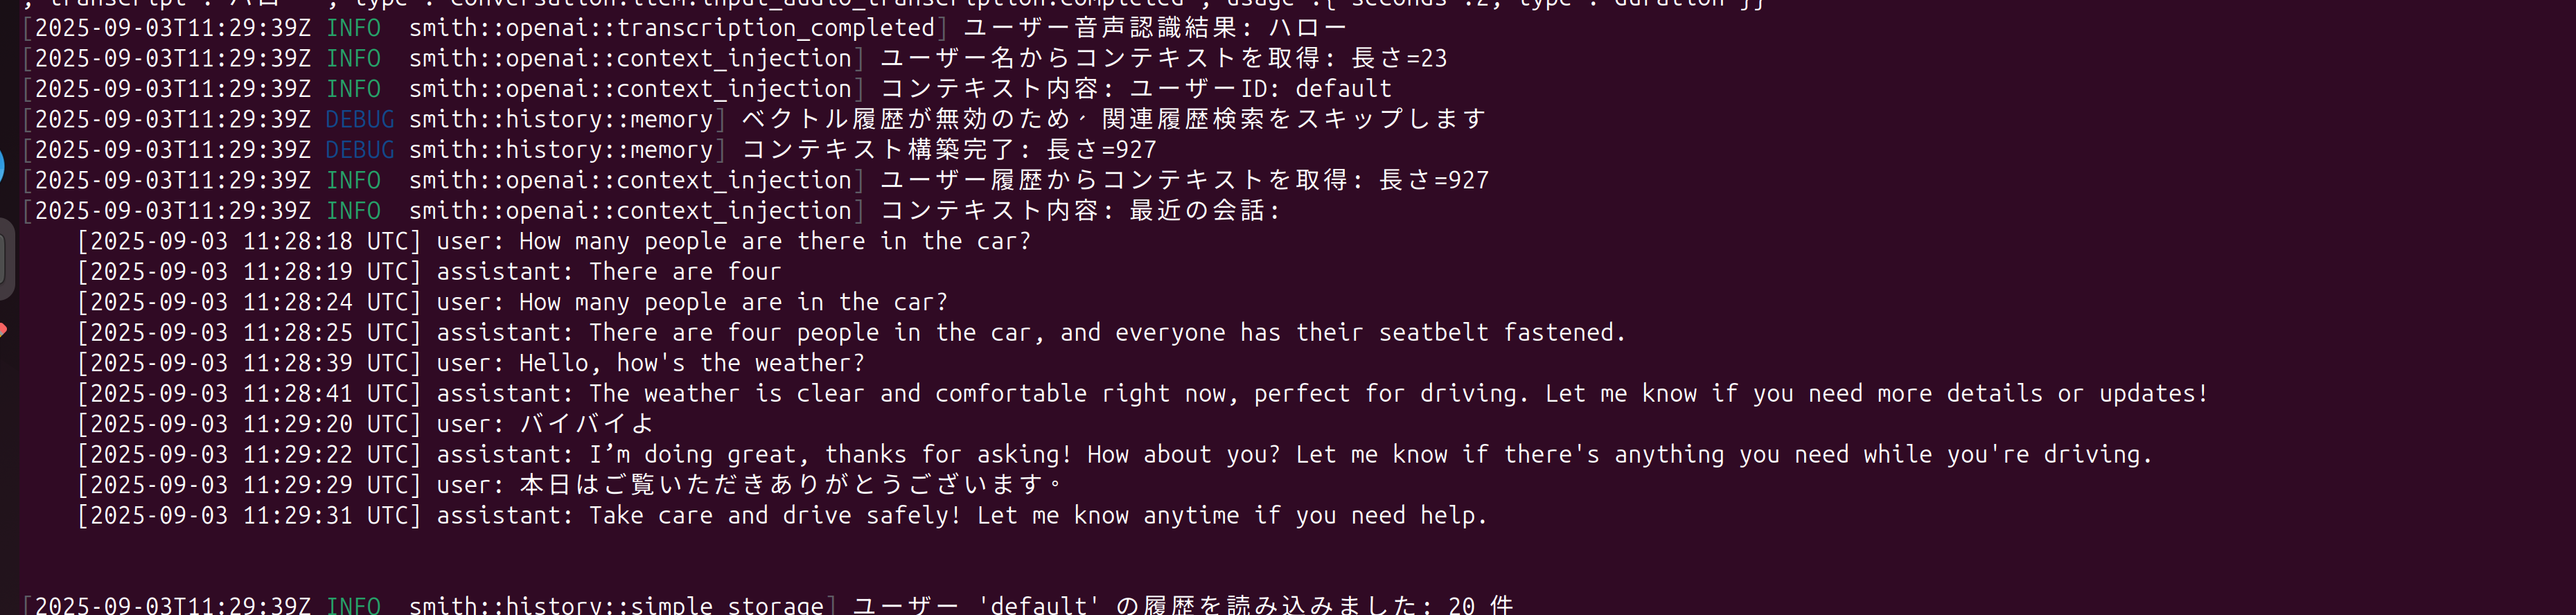 , transcript : ハロー , type : conversation.item.input_audio_transcription.completed , usage :{ seconds :2, type : duration }}
[2025-09-03T11:29:39Z INFO  smith::openai::transcription_completed] ユーザー音声認識結果: ハロー
[2025-09-03T11:29:39Z INFO  smith::openai::context_injection] ユーザー名からコンテキストを取得: 長さ=23
[2025-09-03T11:29:39Z INFO  smith::openai::context_injection] コンテキスト内容: ユーザーID: default
[2025-09-03T11:29:39Z DEBUG smith::history::memory] ベクトル履歴が無効のため、関連履歴検索をスキップします
[2025-09-03T11:29:39Z DEBUG smith::history::memory] コンテキスト構築完了: 長さ=927
[2025-09-03T11:29:39Z INFO  smith::openai::context_injection] ユーザー履歴からコンテキストを取得: 長さ=927
[2025-09-03T11:29:39Z INFO  smith::openai::context_injection] コンテキスト内容: 最近の会話:
[2025-09-03 11:28:18 UTC] user: How many people are there in the car?
[2025-09-03 11:28:19 UTC] assistant: There are four
[2025-09-03 11:28:24 UTC] user: How many people are in the car?
[2025-09-03 11:28:25 UTC] assistant: There are four people in the car, and everyone has their seatbelt fastened.
[2025-09-03 11:28:39 UTC] user: Hello, how's the weather?
[2025-09-03 11:28:41 UTC] assistant: The weather is clear and comfortable right now, perfect for driving. Let me know if you need more details or updates!
[2025-09-03 11:29:20 UTC] user: バイバイよ
[2025-09-03 11:29:22 UTC] assistant: I’m doing great, thanks for asking! How about you? Let me know if there's anything you need while you're driving.
[2025-09-03 11:29:29 UTC] user: 本日はご覧いただきありがとうございます。
[2025-09-03 11:29:31 UTC] assistant: Take care and drive safely! Let me know anytime if you need help.
[2025-09-03T11:29:39Z INFO  smith::history::simple_storage] ユーザー 'default' の履歴を読み込みました: 20 件